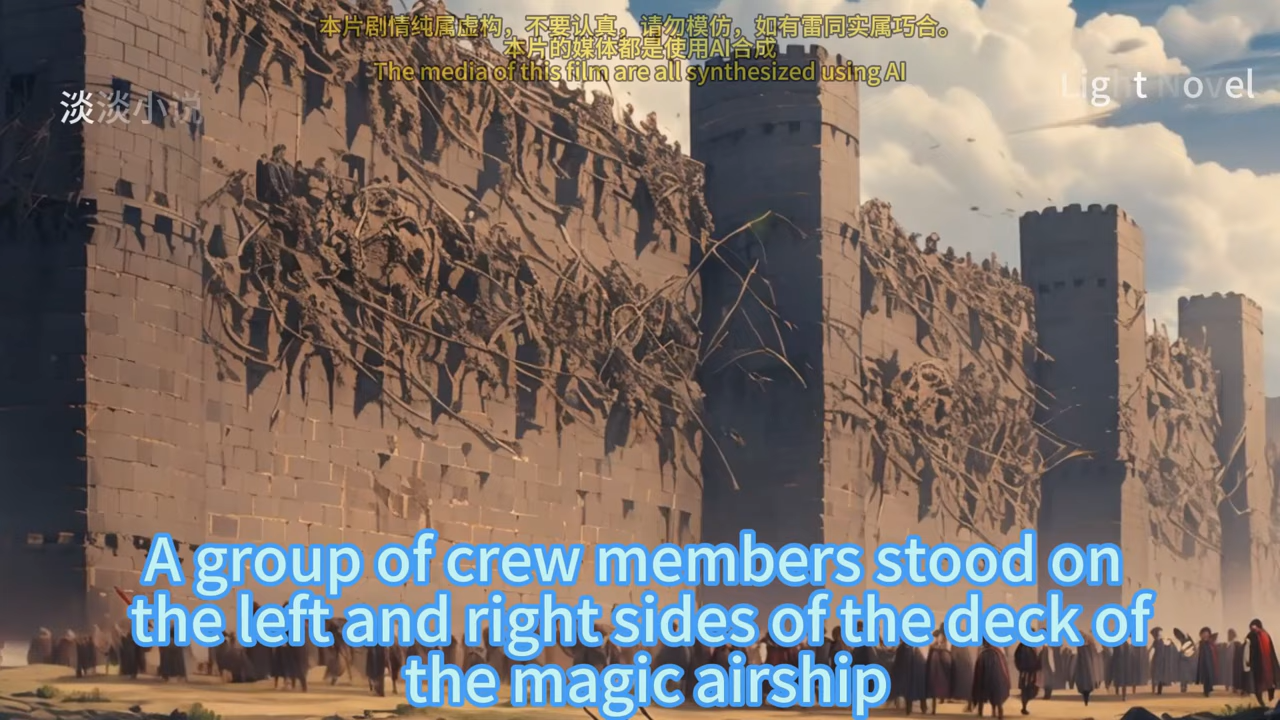 本片剧情纯属虚构，不要认真，请勿模仿，如有雷同实属巧合。
本片的媒体都是使用AI合成
The media of this film are all synthesized using AI
淡淡小说
Light Novel
A group of crew members stood on
the left and right sides of the deck of
the magic airship